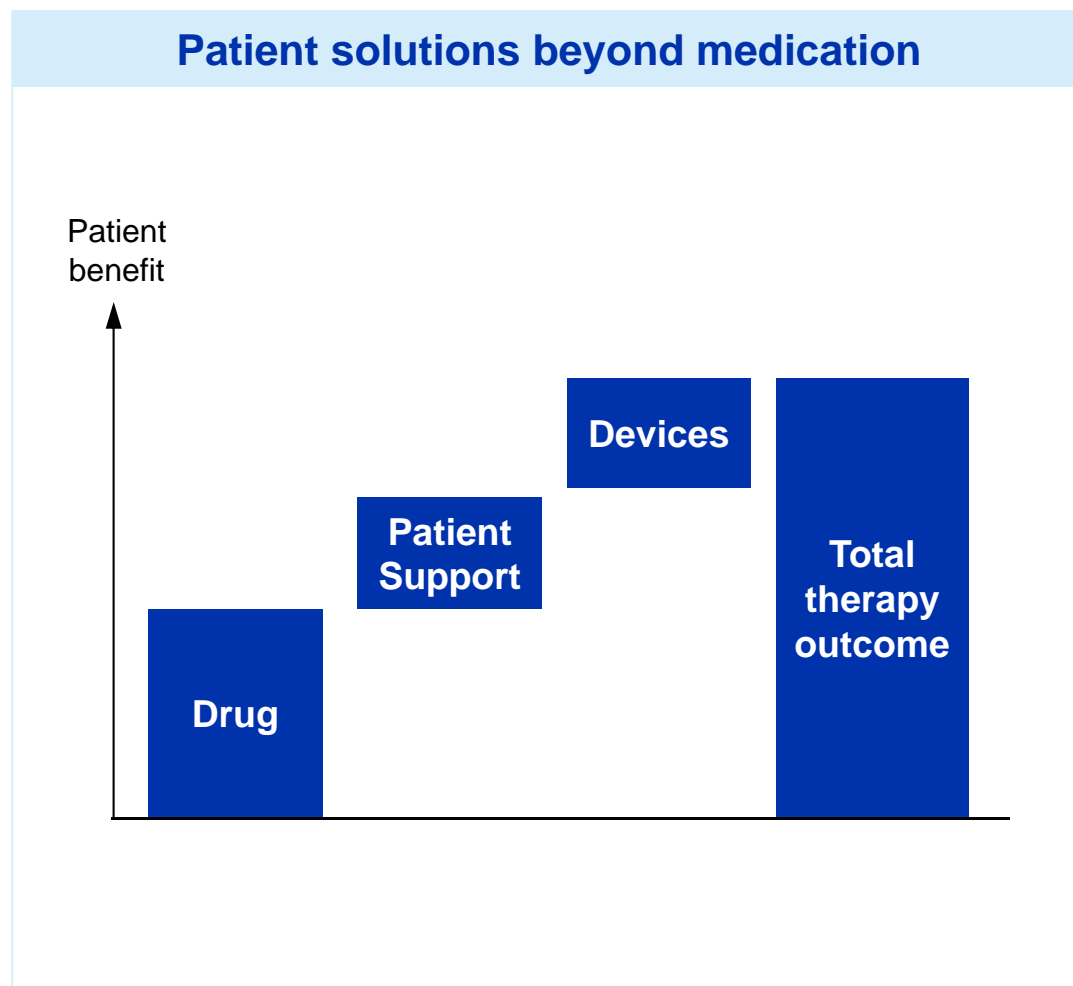 Patient solutions beyond medication
Patient
benefit
Devices
Patient
Support
Total
therapy
outcome
Drug